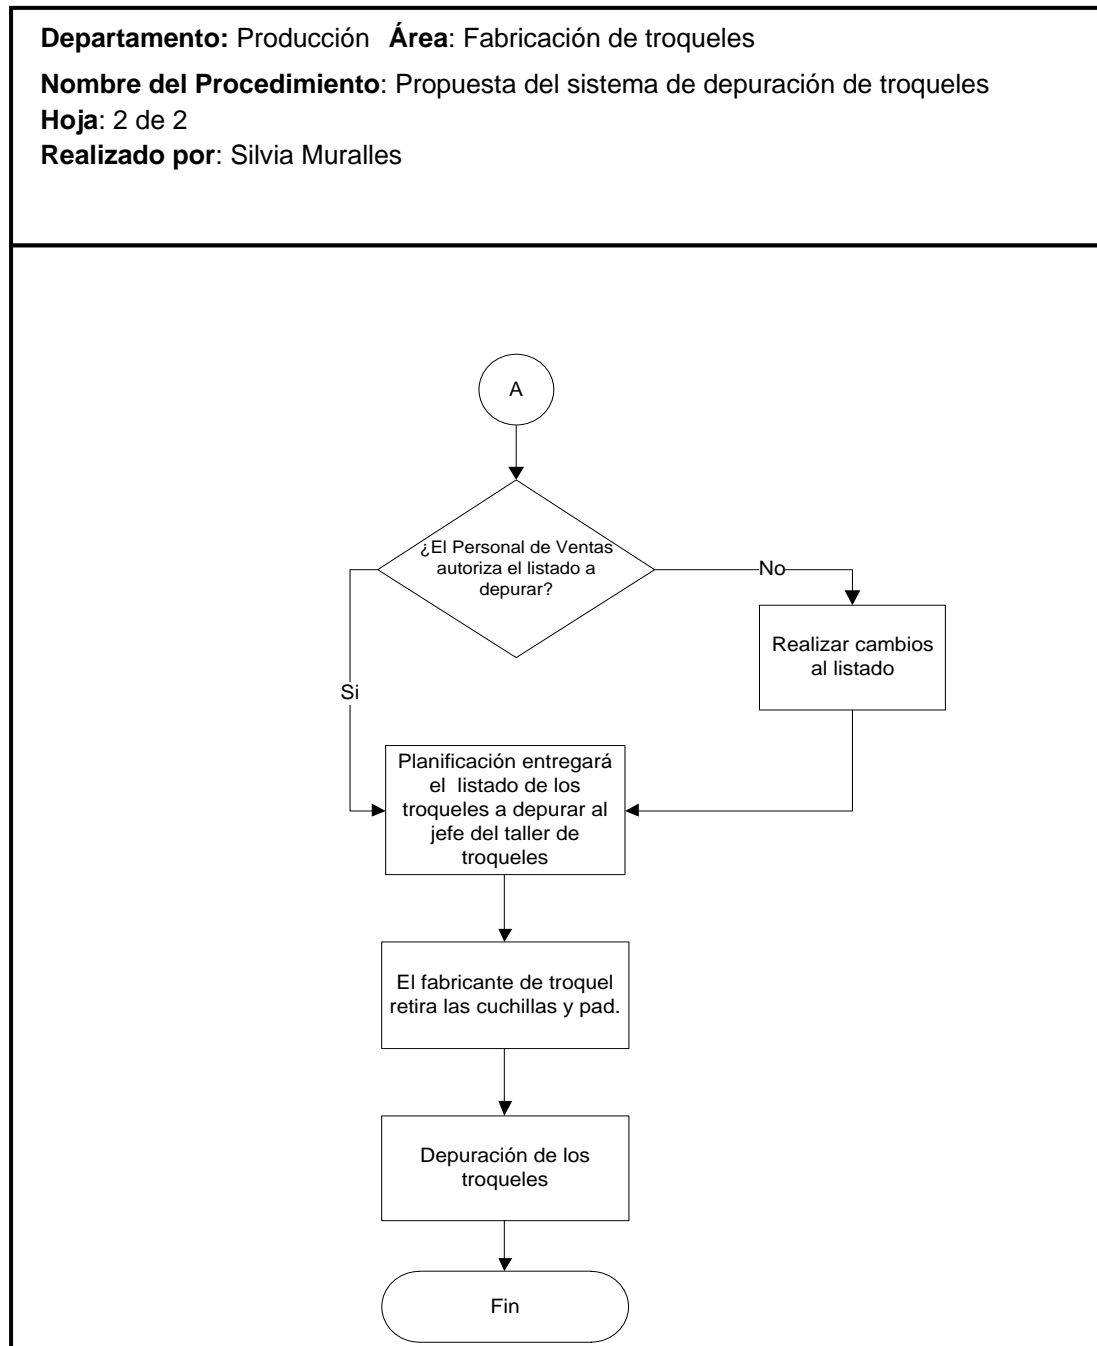 Departamento: Producción Área: Fabricación de troqueles
Nombre del Procedimiento: Propuesta del sistema de depuración de troqueles
Hoja: 2 de 2
Realizado por: Silvia Muralles
A
¿El Personal de Ventas
autoriza el listado a
depurar?
No
Realizar cambios
al listado
Si
Planificación entregará
el listado de los
troqueles a depurar al
jefe del taller de
troqueles
El fabricante de troquel
retira las cuchillas y pad.
Depuración de los
troqueles
Fin